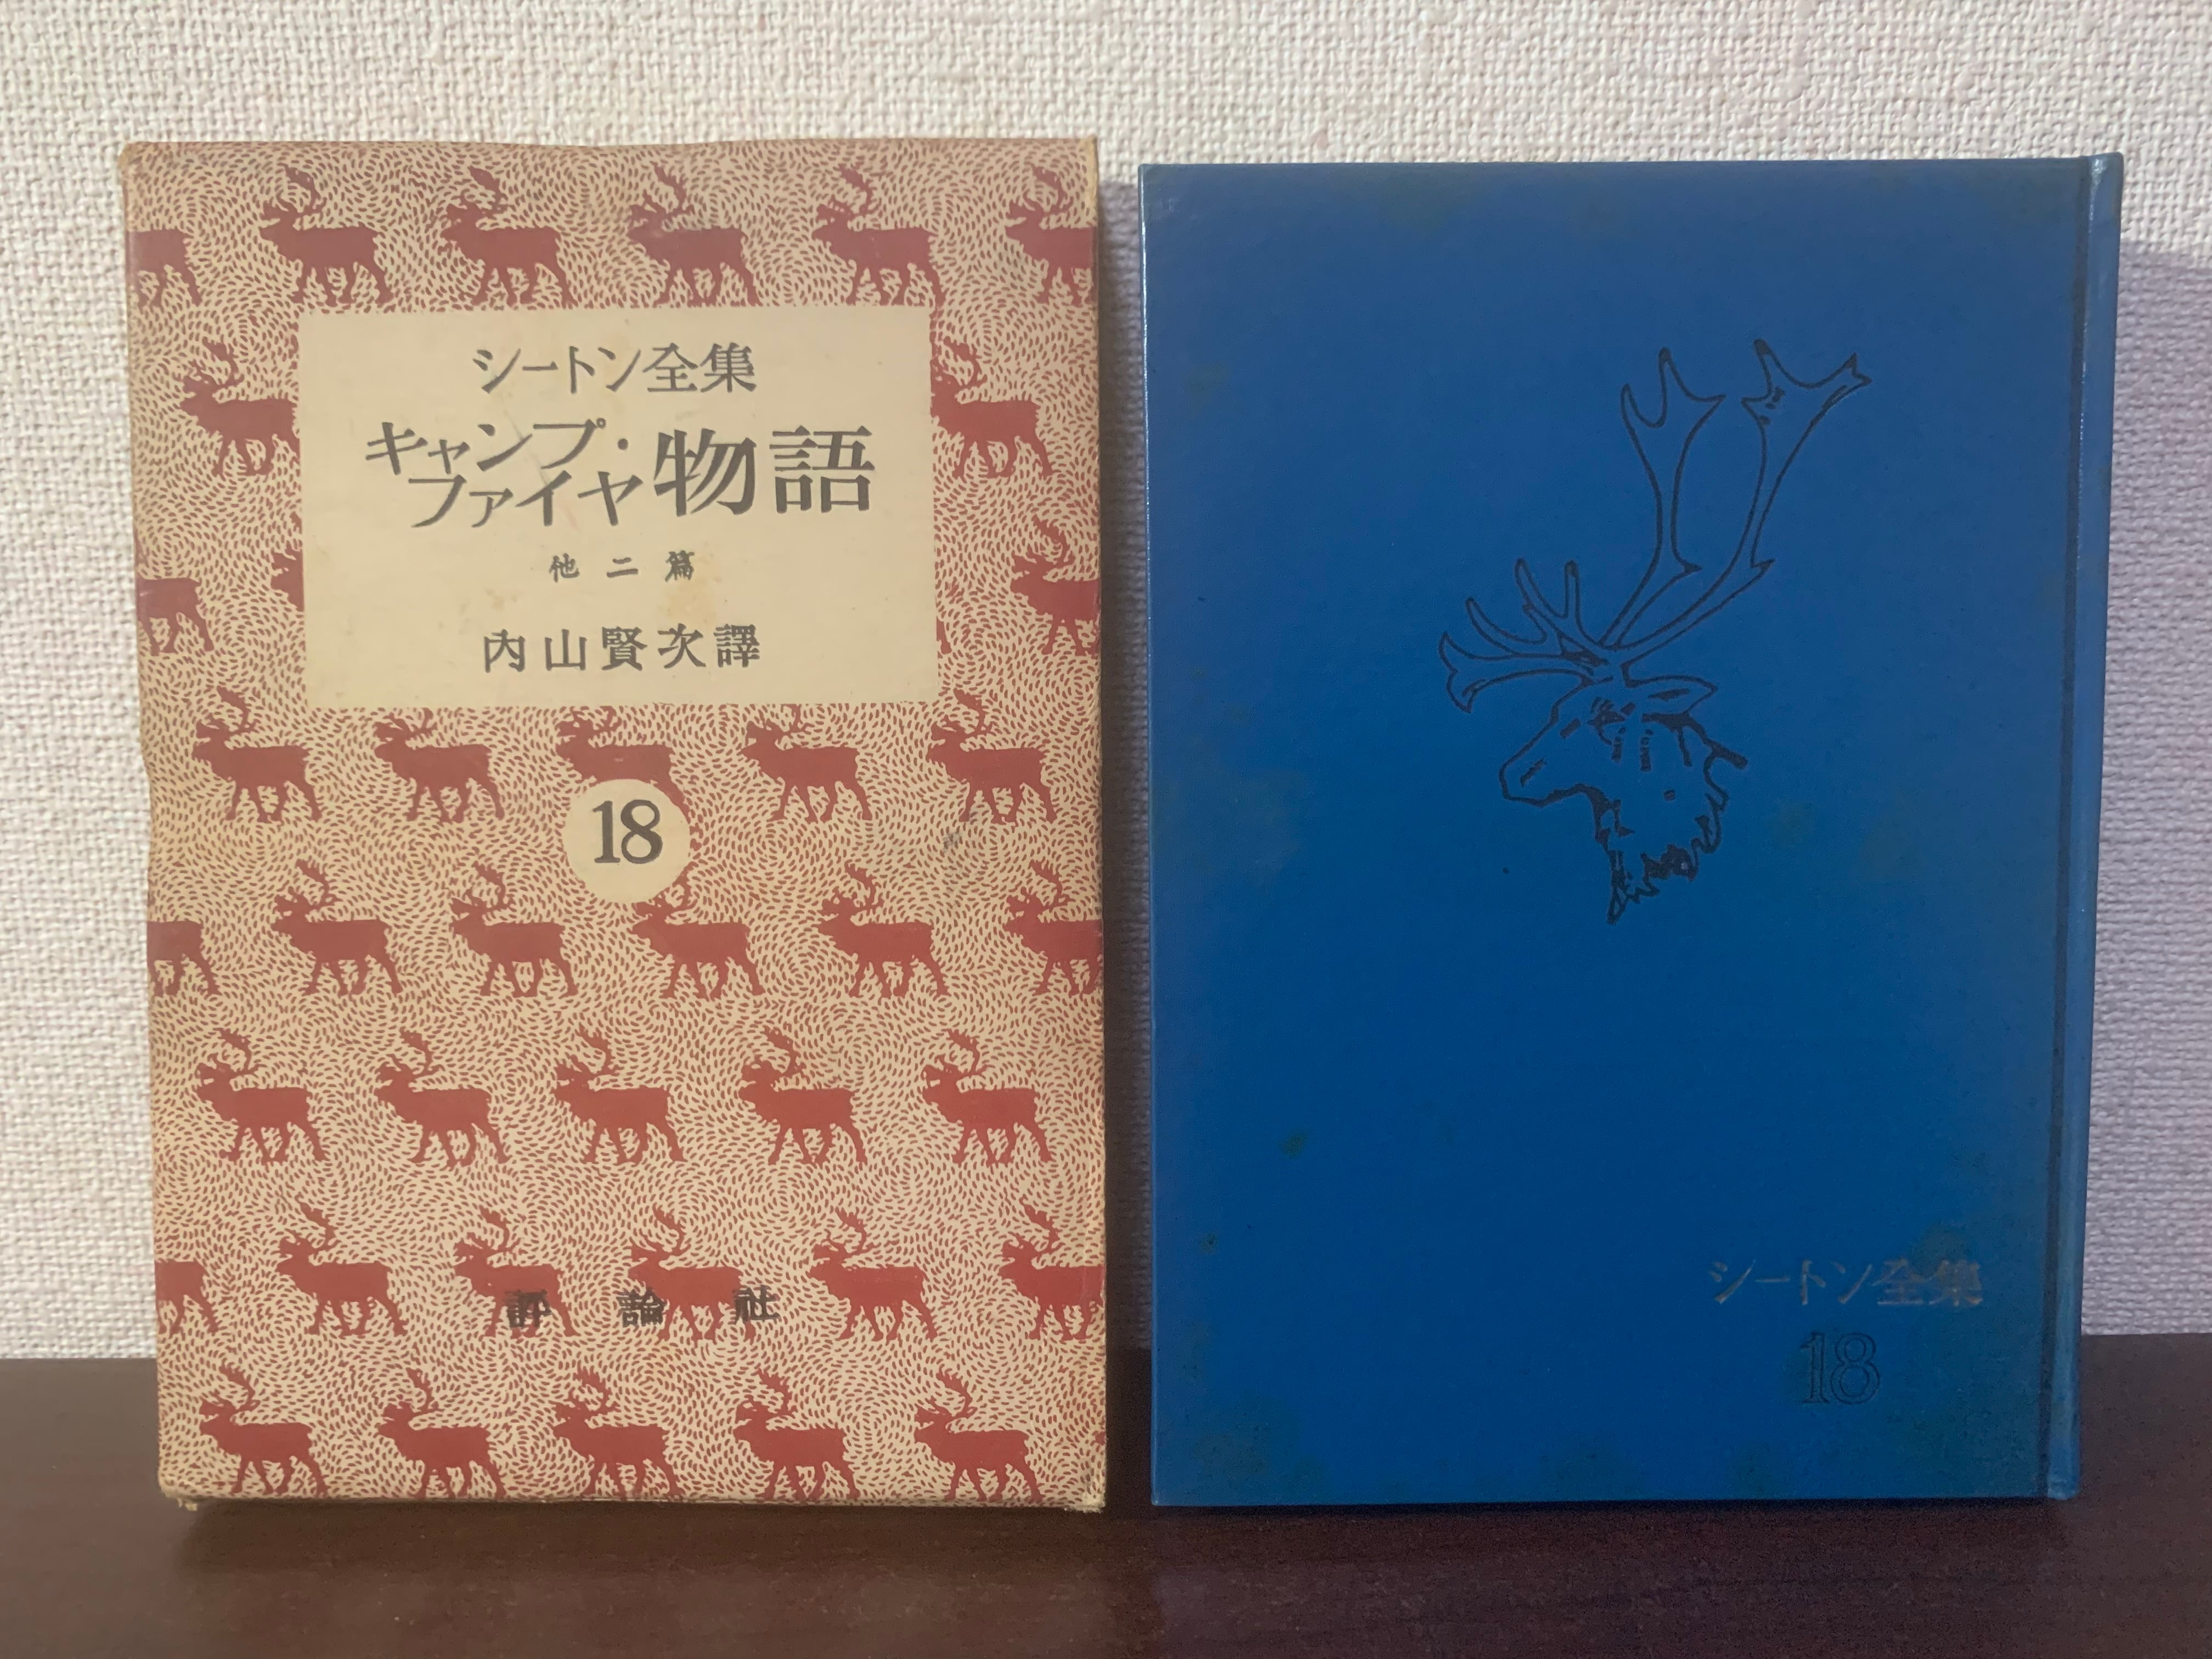 シートン全集
キャンプ・
ファイヤ物語
他二篇
内山賢次譯
18
評論社
シートン全集
18